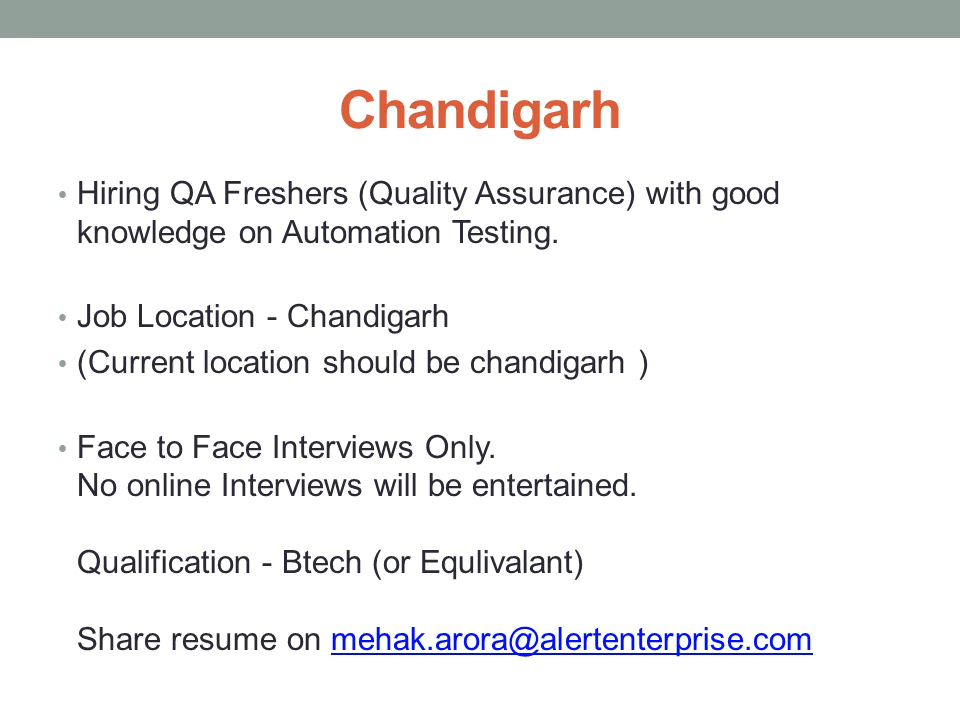 Chandigarh
• Hiring QA Freshers (Quality Assurance) with good
knowledge on Automation Testing.
• Job Location - Chandigarh
• (Current location should be chandigarh )
• Face to Face Interviews Only.
No online Interviews will be entertained.
Qualification - Btech (or Equlivalant)
Share resume on mehak.arora@alertenterprise.com